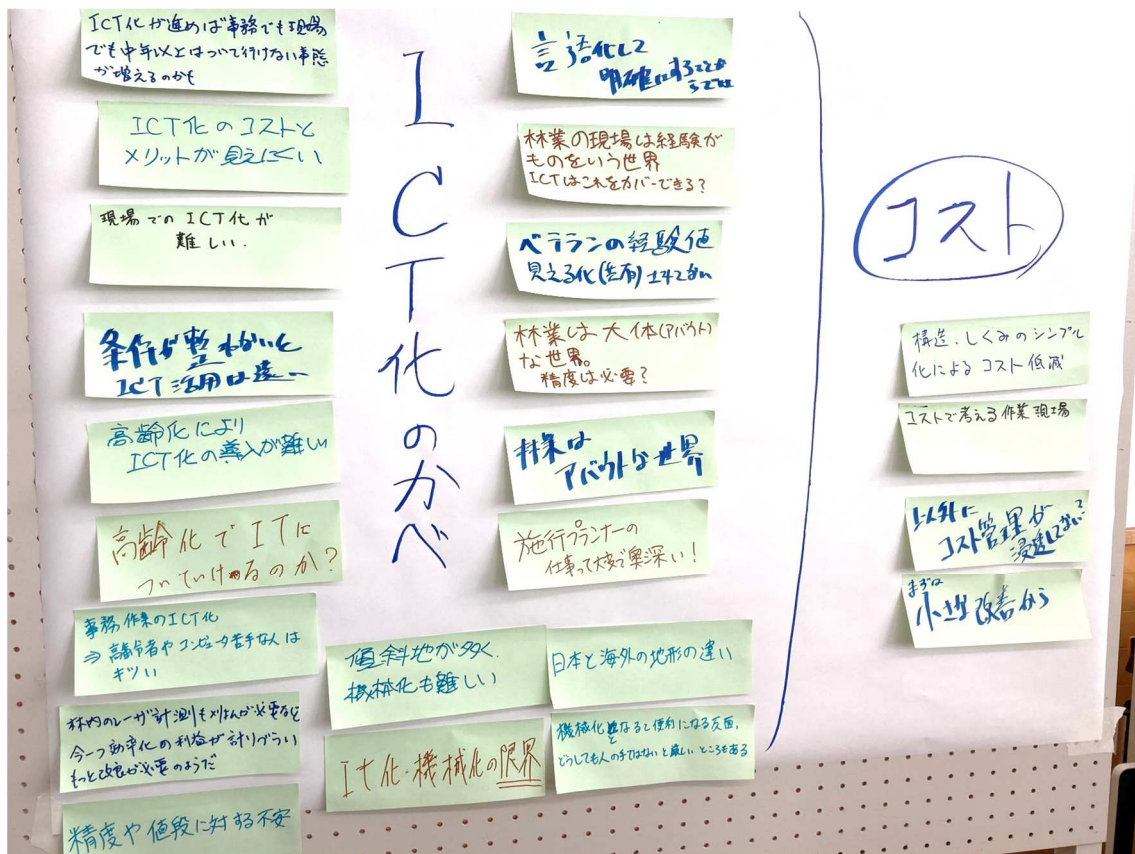 ICT化のかべ
ICT化が進めば事務でも現場
でも中年以上はついて行けない事態
が増えるのかも
ICT化のコストと
メリットが見えにくい
現場でのICT化が
難しい.
条件が整わないと
ICT活用は遠い
高齢化により
ICT化の導入が難しい
高齢化でITに
ついていけるのか?
事務作業のICT化
⇒高齢者やコンピュータ苦手な人は
キツい
林内のレーザ計測も
が必要など
今一つ効率化の利益が計りづらい
もっと改良が必要のようだ
精度や値段に対する不安
言語化して
明確にすること
林業の現場は経験が
ものをいう世界
ICTはこれをカバーできる?
ベテランの経験値
見える化(共有)出来てない
林業は大体(アバウト)
な世界。
精度は必要?
林業は
アバウトな世界
施行プランナーの
仕事って大変で奥深い!
傾斜地が多く、
機械化も難しい
日本と海外の地形の違い
IT化・機械化の限界
機械化となると便利になる反面、
どうしても人の手ではないと厳しいところもある
コスト
構造・しくみのシンプル
化によるコスト低減
コストで考える作業現場
コスト管理が
浸透してない?
まずは
小さな改善から